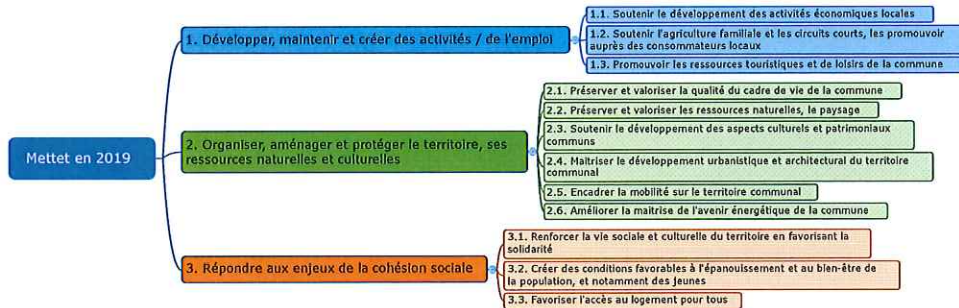 Mettet en 2019
1. Développer, maintenir et créer des activités / de l'emploi
1.1. Soutenir le développement des activités économiques locales
1.2. Soutenir l'agriculture familiale et les circuits courts, les promouvoir
auprès des consommateurs locaux
1.3. Promouvoir les ressources touristiques et de loisirs de la commune
2. Organiser, aménager et protéger le territoire, ses
ressources naturelles et culturelles
2.1. Préserver et valoriser la qualité du cadre de vie de la commune
2.2. Préserver et valoriser les ressources naturelles, le paysage
2.3. Soutenir le développement des aspects culturels et patrimoniaux
communs
2.4. Maitriser le développement urbanistique et architectural du territoire
communal
2.5. Encadrer la mobilité sur le territoire communal
2.6. Améliorer la maitrise de l'avenir énergétique de la commune
3. Répondre aux enjeux de la cohésion sociale
3.1. Renforcer la vie sociale et culturelle du territoire en favorisant la
solidarité
3.2. Créer des conditions favorables à l'épanouissement et au bien-être de
la population, et notamment des jeunes
3.3. Favoriser l'accès au logement pour tous